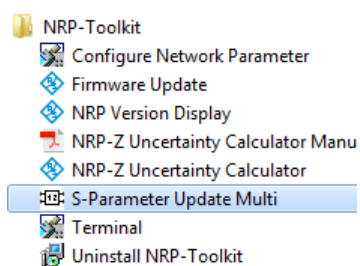 NRP-Toolkit
Configure Network Parameter
Firmware Update
NRP Version Display
NRP-Z Uncertainty Calculator Manu
NRP-Z Uncertainty Calculator
S-Parameter Update Multi
Terminal
Uninstall NRP-Toolkit